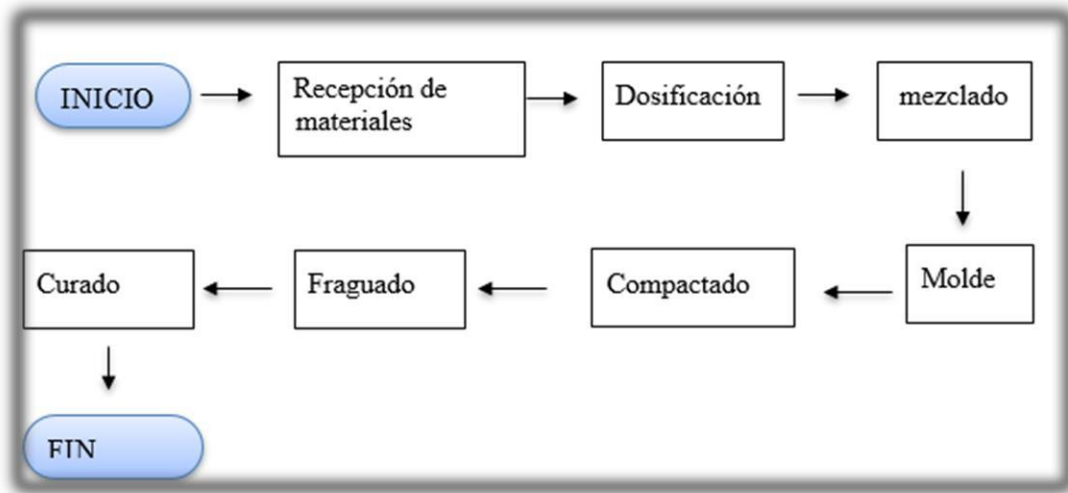 INICIO
Recepción de
materiales
Dosificación
mezclado
Molde
Compactado
Fraguado
Curado
FIN